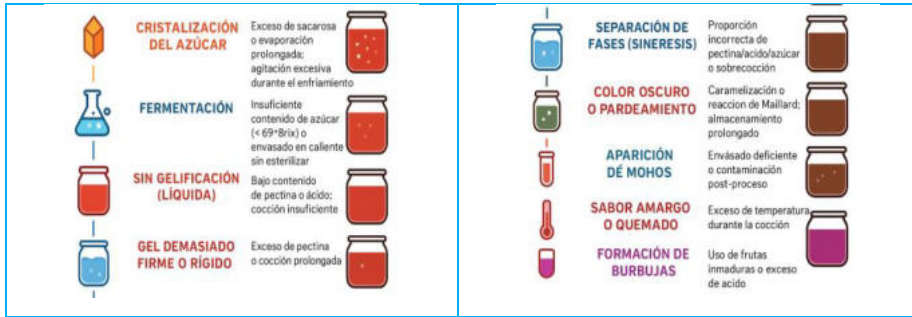 CRISTALIZACIÓN
DEL AZÚCAR
Exceso de sacarosa
o evaporación
prolongada;
agitación excesiva
durante el enfriamiento
FERMENTACIÓN
Insuficiente
contenido de azúcar
(< 69°Brix) o
envasado en caliente
sin esterilizar
SIN GELIFICACIÓN
(LÍQUIDA)
Bajo contenido
de pectina o ácido;
cocción insuficiente
GEL DEMASIADO
FIRME O RÍGIDO
Exceso de pectina
o cocción prolongada
SEPARACIÓN DE
FASES (SINERESIS)
Proporción
incorrecta de
pectina/acido/azúcar
o sobrecocción
COLOR OSCURO
O PARDEAMIENTO
Caramelización o
reaccion de Maillard;
almacenamiento
prolongado
APARICIÓN
DÉ MOHOS
Envásado deficiente
o contaminación
post-proceso
SABOR AMARGO
O QUEMADO
Exceso de temperatura
durante la cocción
FORMACIÓN DE
BURBUJAS
Uso de frutas
inmaduras o exceso
de acido